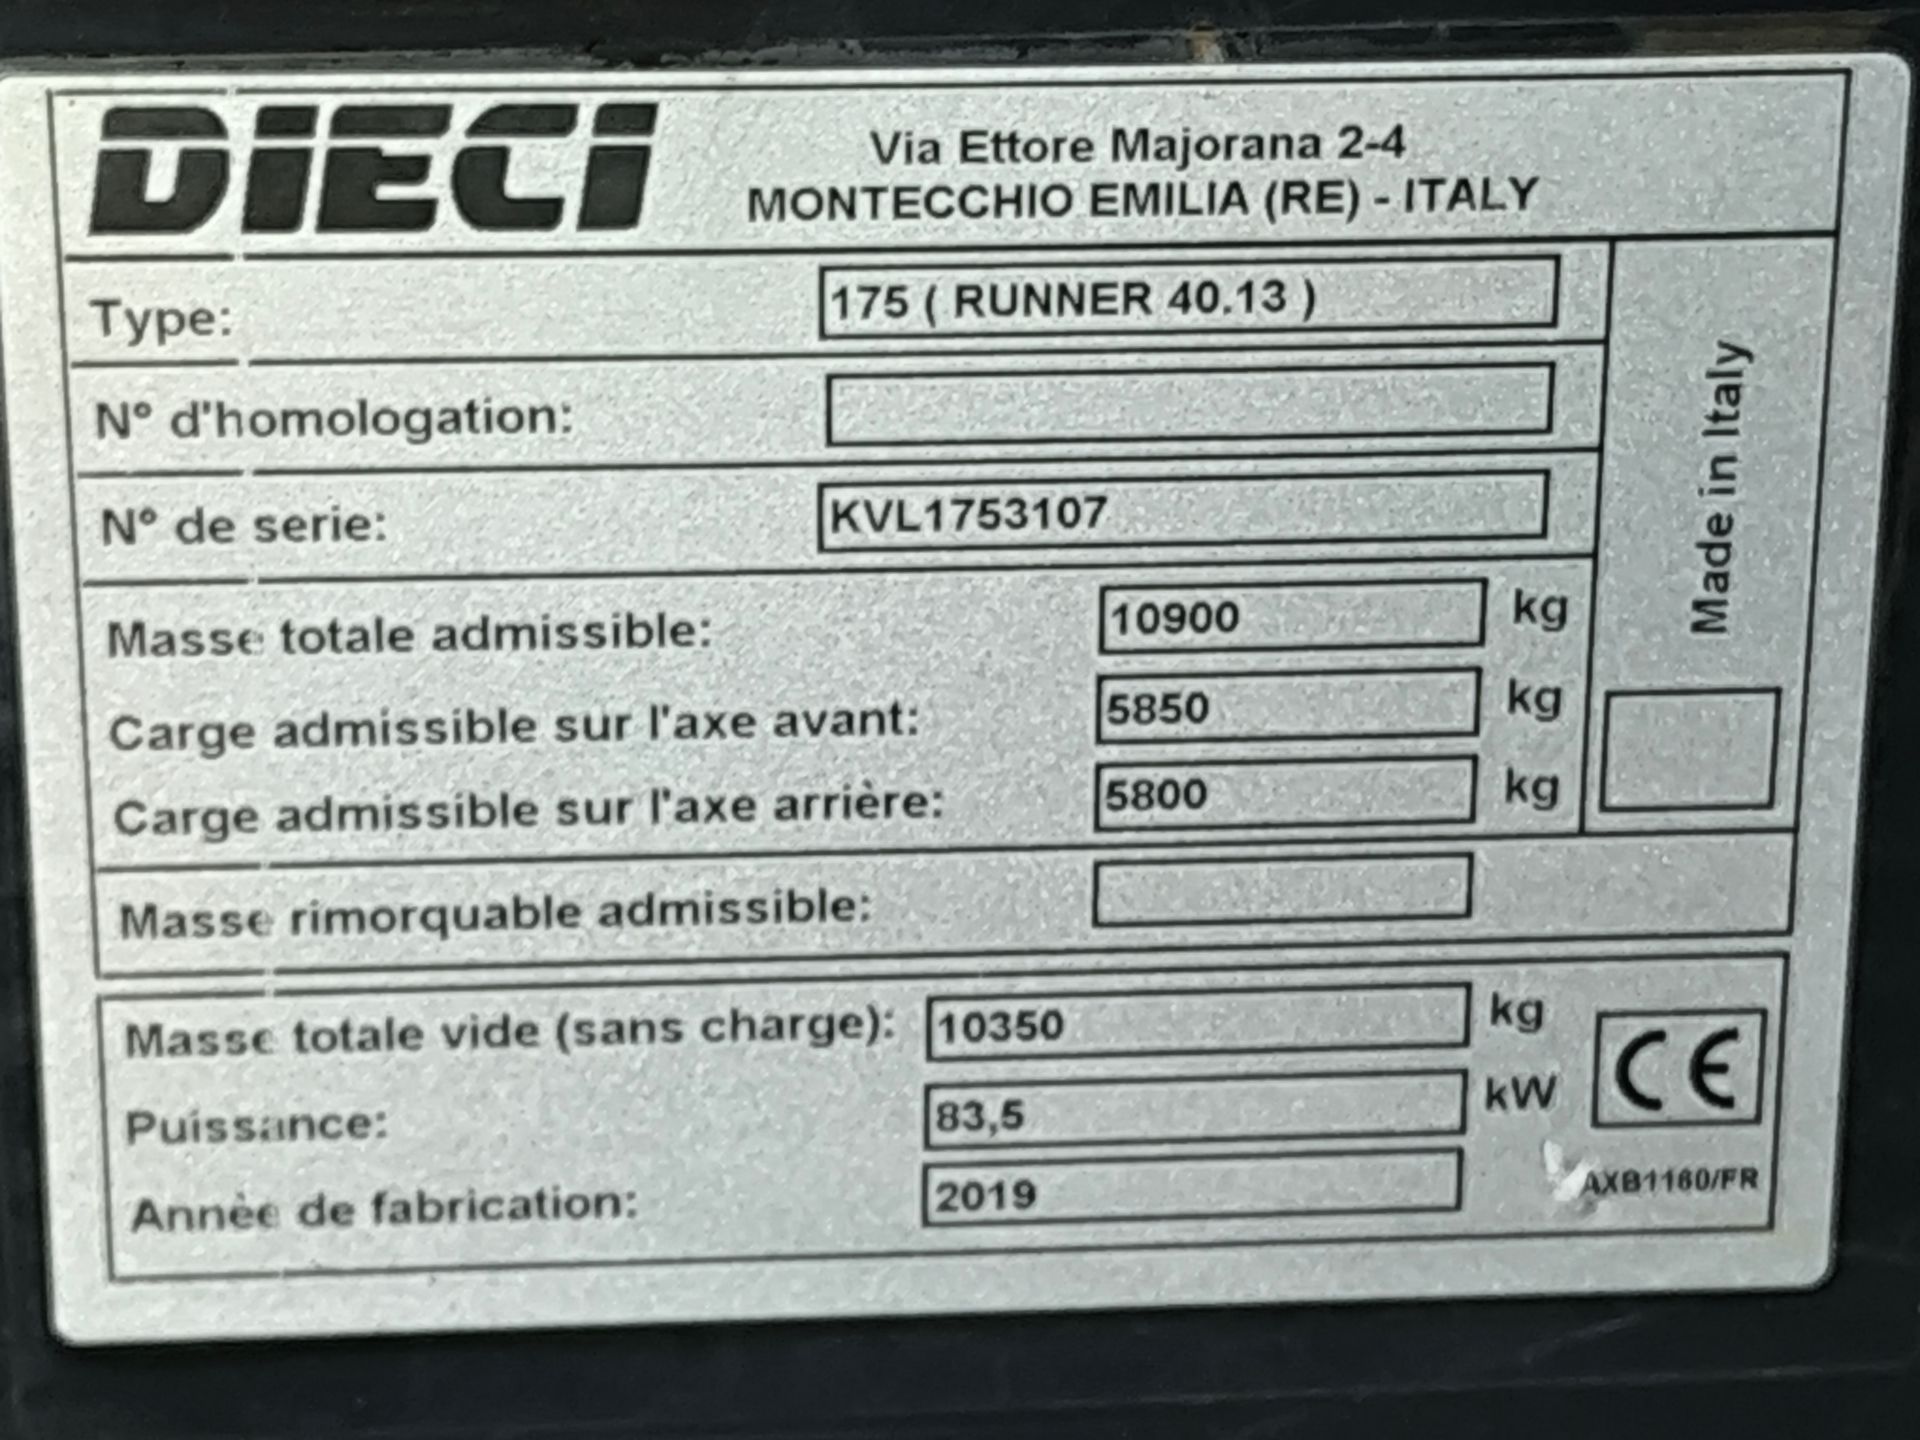 DIECI
Via Ettore Majorana 2-4
MONTECCHIO EMILIA (RE) - ITALY
Type: 175 ( RUNNER 40.13 )
N° d'homologation:
N° de serie: KVL1753107
Masse totale admissible: 10900 kg
Carge admissible sur l'axe avant: 5850 kg
Carge admissible sur l'axe arrière: 5800 kg
Made in Italy
Masse rimorquable admissible:
Masse totale vide (sans charge): 10350 kg
Puissance: 83,5 kW
Annèe de fabrication: 2019
CE
AXB1160/FR